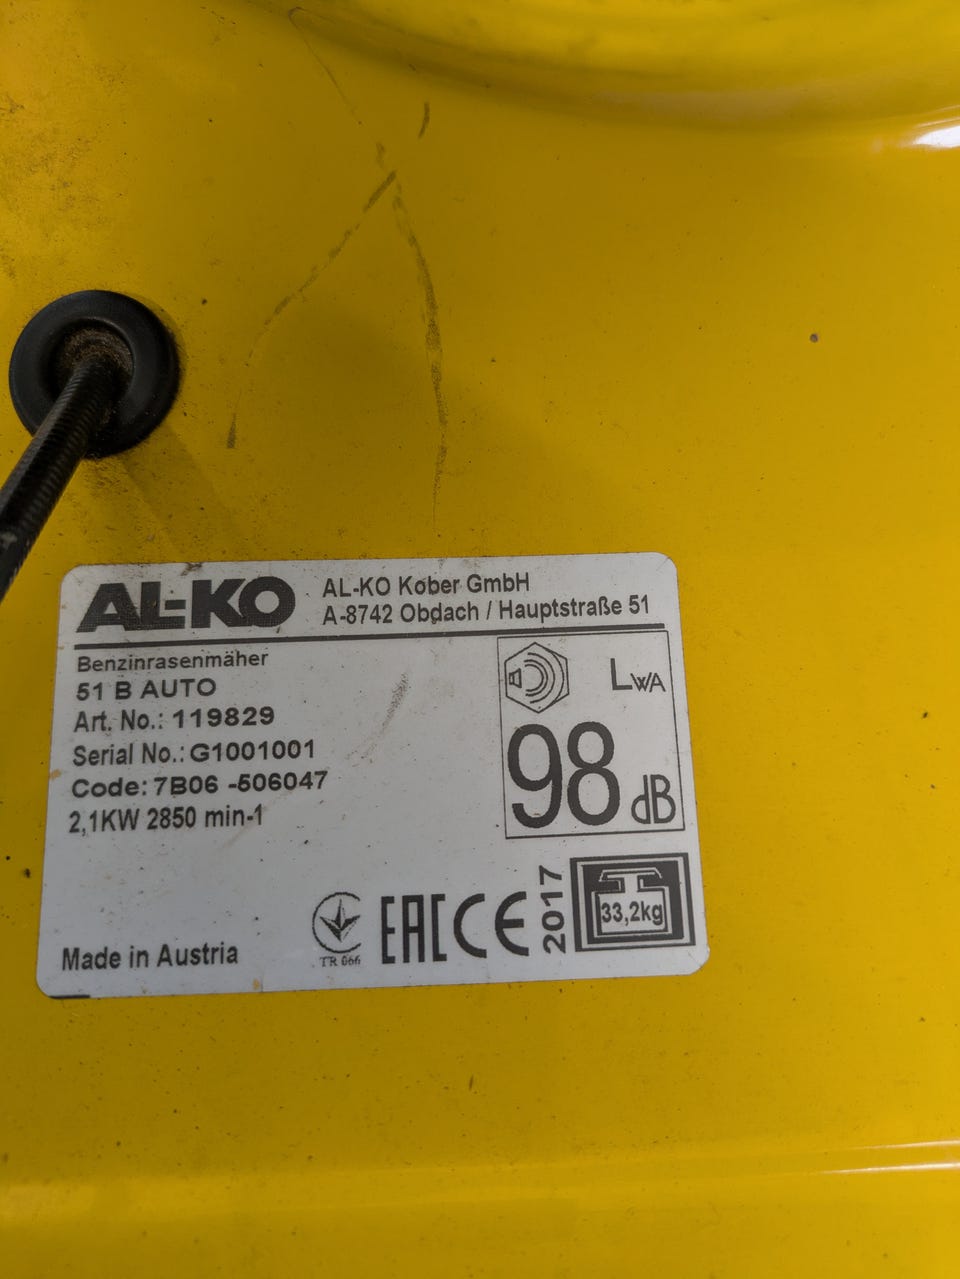 AL-KO
AL-KO Kober GmbH
A-8742 Obdach / Hauptstraße 51
Benzinrasenmäher
51 B AUTO
Art. No.: 119829
Serial No.: G1001001
Code: 7B06 -506047
2,1KW 2850 min-1
LWA
98 dB
Made in Austria
TR 066
EAC
CE
2017
33,2kg